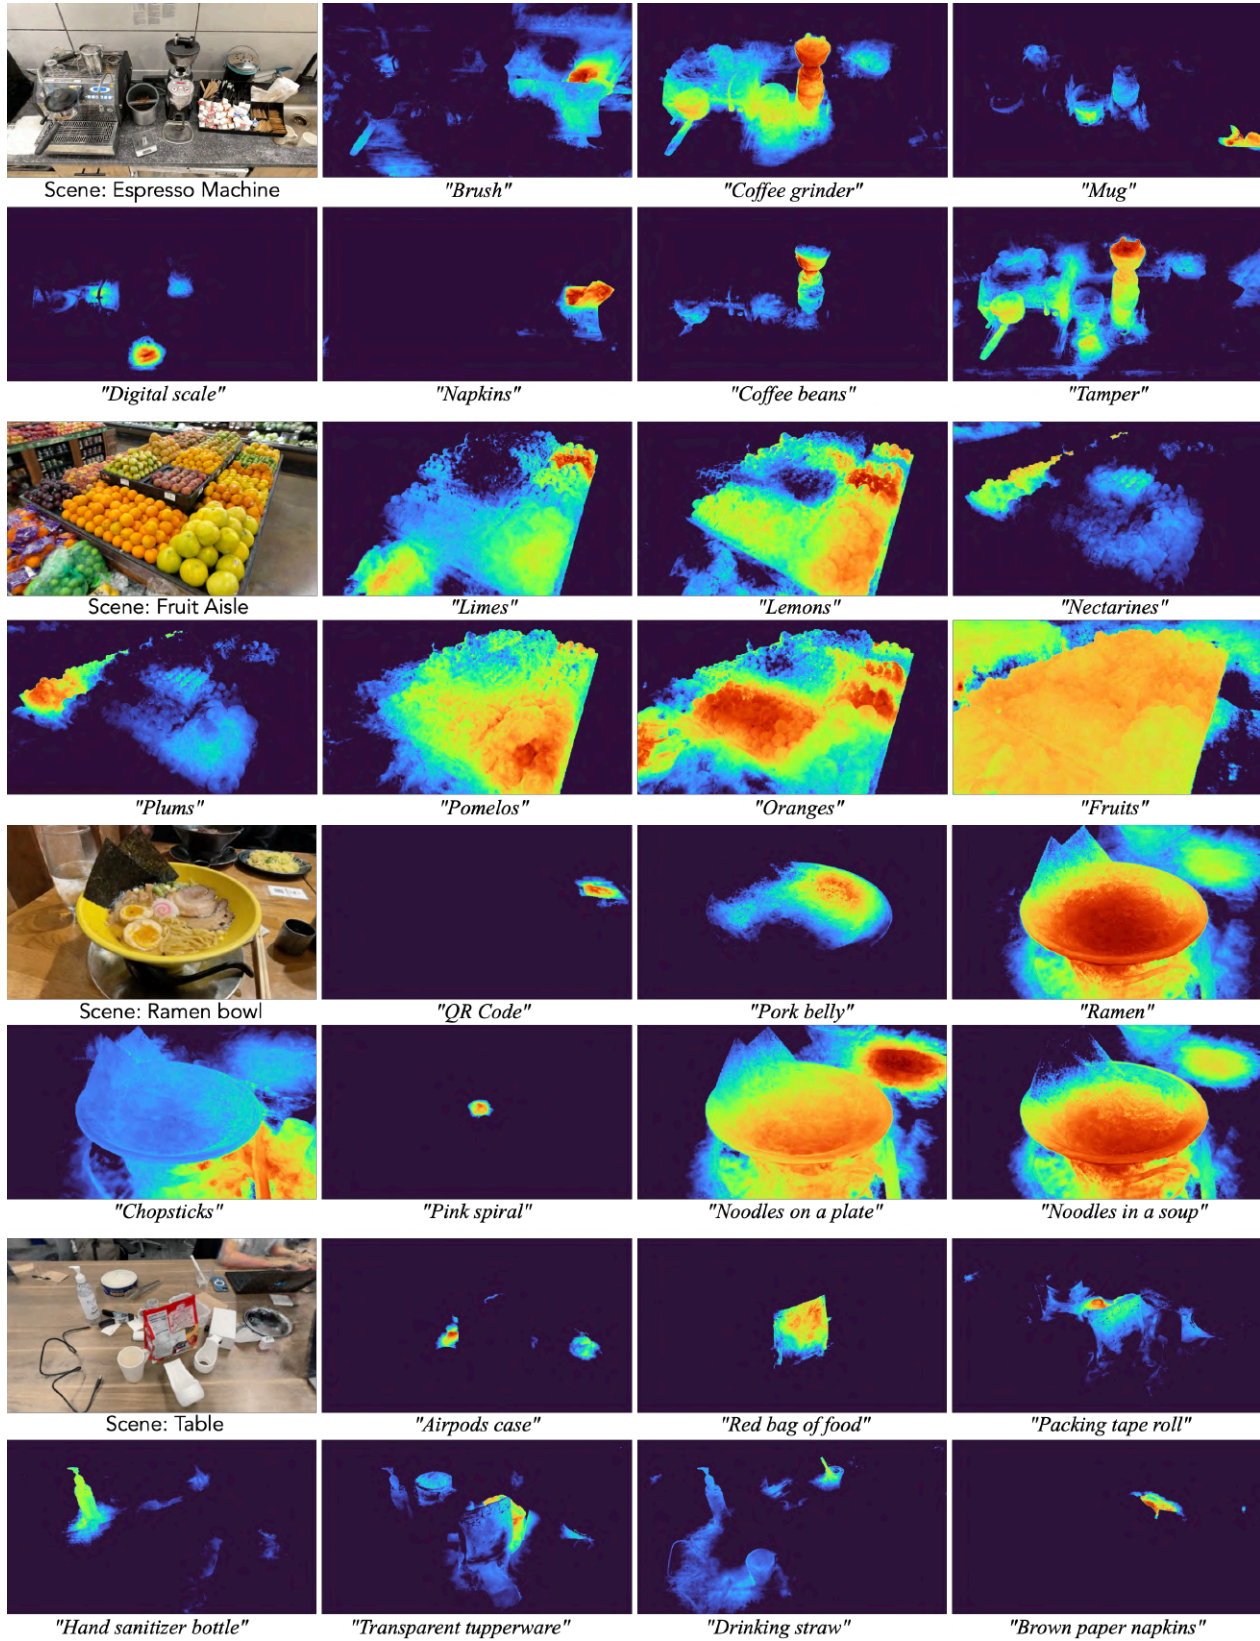 Scene: Espresso Machine
"Brush"
"Coffee grinder"
"Mug"
"Digital scale"
"Napkins"
"Coffee beans"
"Tamper"
Scene: Fruit Aisle
"Limes"
"Lemons"
"Nectarines"
"Plums"
"Pomelos"
"Oranges"
"Fruits"
Scene: Ramen bowl
"QR Code"
"Pork belly"
"Ramen"
"Chopsticks"
"Pink spiral"
"Noodles on a plate"
"Noodles in a soup"
Scene: Table
"Airpods case"
"Red bag of food"
"Packing tape roll"
"Hand sanitizer bottle"
"Transparent tupperware"
"Drinking straw"
"Brown paper napkins"